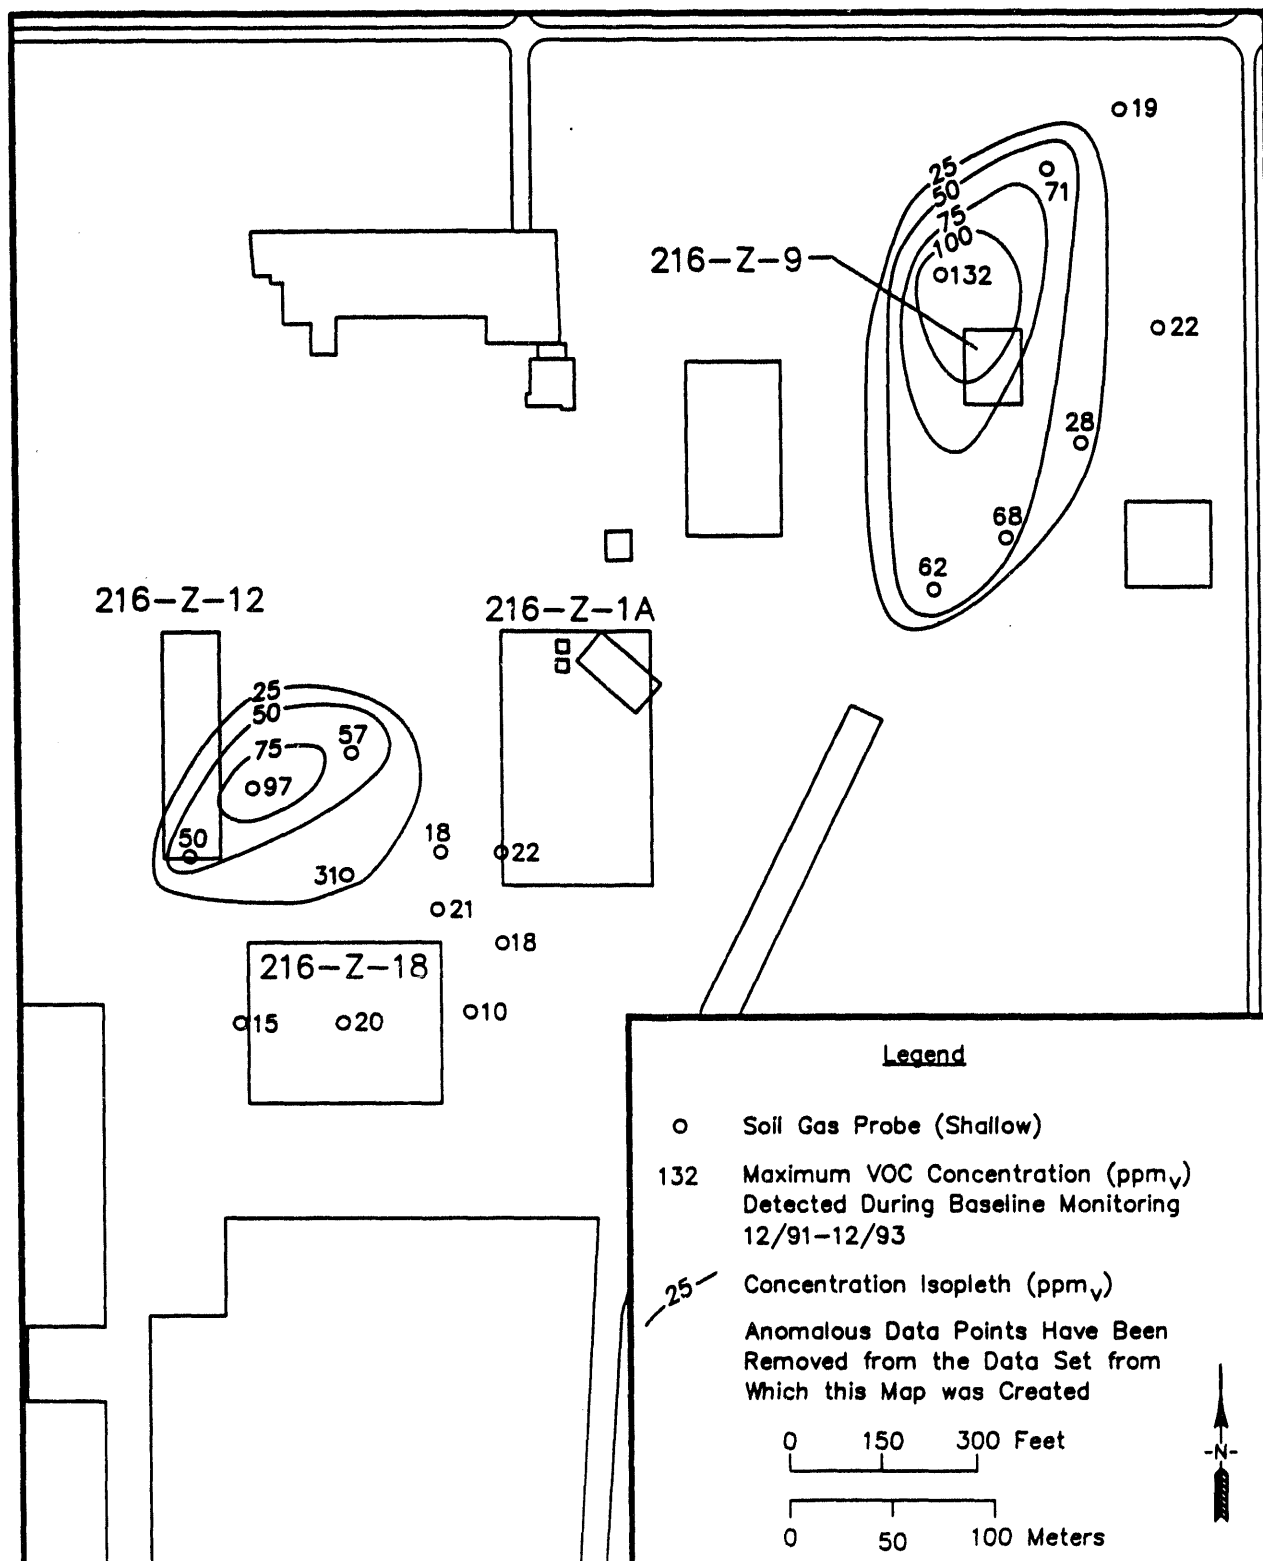 19
25
50
71
75
100
216-Z-9
132
22
28
68
62
216-Z-12
216-Z-1A
25
50
57
75
97
50
18
22
31
21
18
216-Z-18
15
20
10
Legend
Soil Gas Probe (Shallow)
132 Maximum VOC Concentration (ppmv)
Detected During Baseline Monitoring
12/91-12/93
25 Concentration Isopleth (ppmv)
Anomalous Data Points Have Been
Removed from the Data Set from
Which this Map was Created
0 150 300 Feet
-N-
0 50 100 Meters